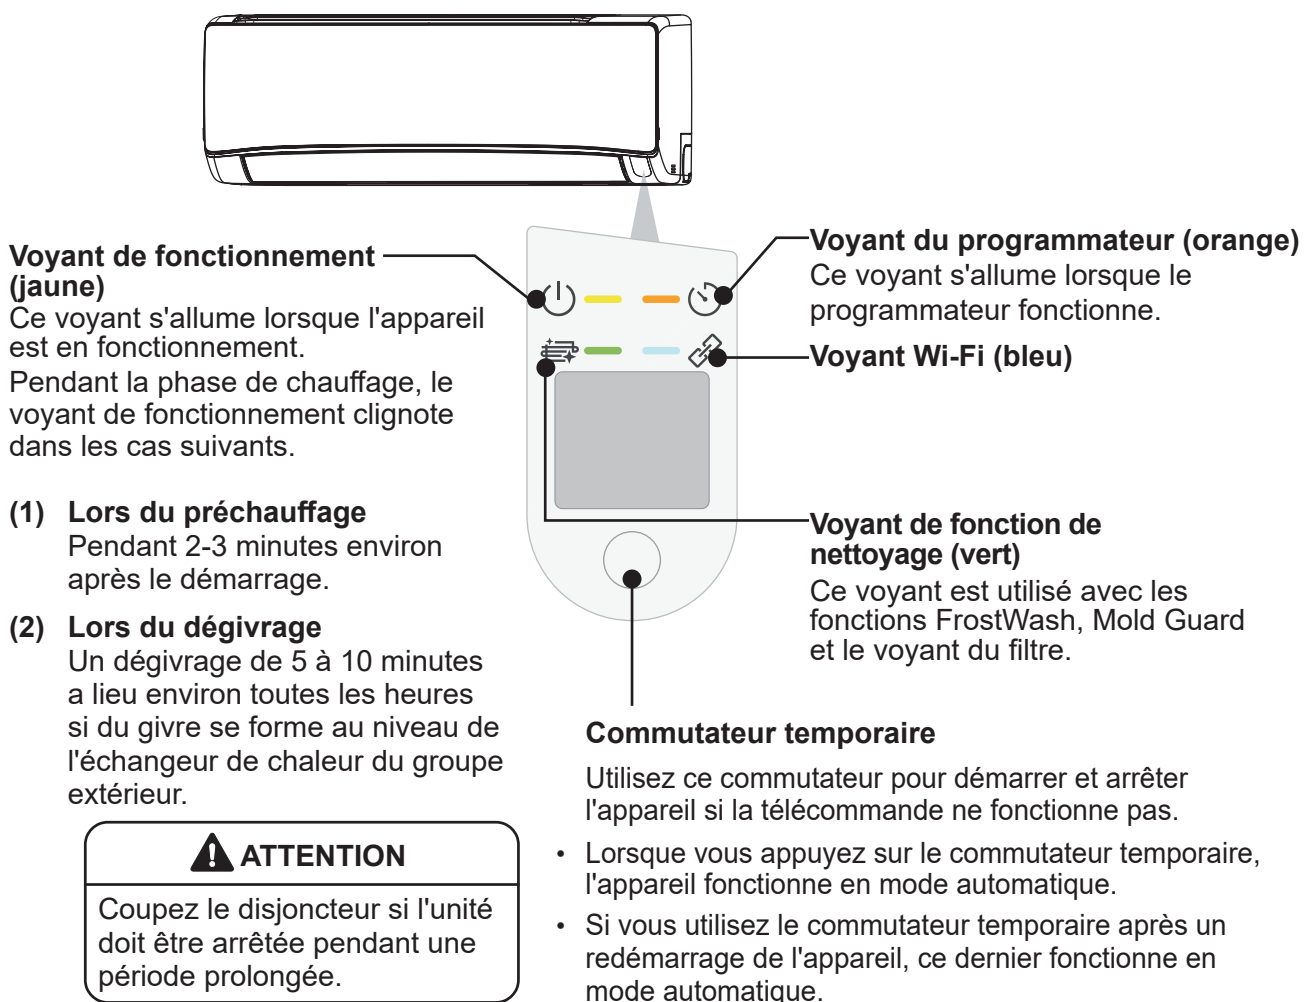 Voyant de fonctionnement
(jaune)
Ce voyant s'allume lorsque l'appareil
est en fonctionnement.
Pendant la phase de chauffage, le
voyant de fonctionnement clignote
dans les cas suivants.
(1) Lors du préchauffage
Pendant 2-3 minutes environ
après le démarrage.
(2) Lors du dégivrage
Un dégivrage de 5 à 10 minutes
a lieu environ toutes les heures
si du givre se forme au niveau de
l'échangeur de chaleur du groupe
extérieur.
ATTENTION
Coupez le disjoncteur si l'unité
doit être arrêtée pendant une
période prolongée.
Voyant du programmateur (orange)
Ce voyant s'allume lorsque le
programmateur fonctionne.
Voyant Wi-Fi (bleu)
Voyant de fonction de
nettoyage (vert)
Ce voyant est utilisé avec les
fonctions FrostWash, Mold Guard
et le voyant du filtre.
Commutateur temporaire
Utilisez ce commutateur pour démarrer et arrêter
l'appareil si la télécommande ne fonctionne pas.
• Lorsque vous appuyez sur le commutateur temporaire,
l'appareil fonctionne en mode automatique.
• Si vous utilisez le commutateur temporaire après un
redémarrage de l'appareil, ce dernier fonctionne en
mode automatique.